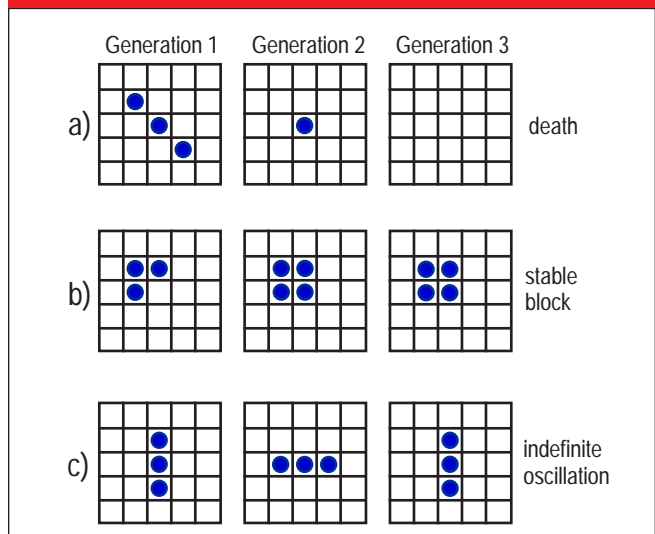 Generation 1 Generation 2 Generation 3
a) death
b) stable
block
c) indefinite
oscillation